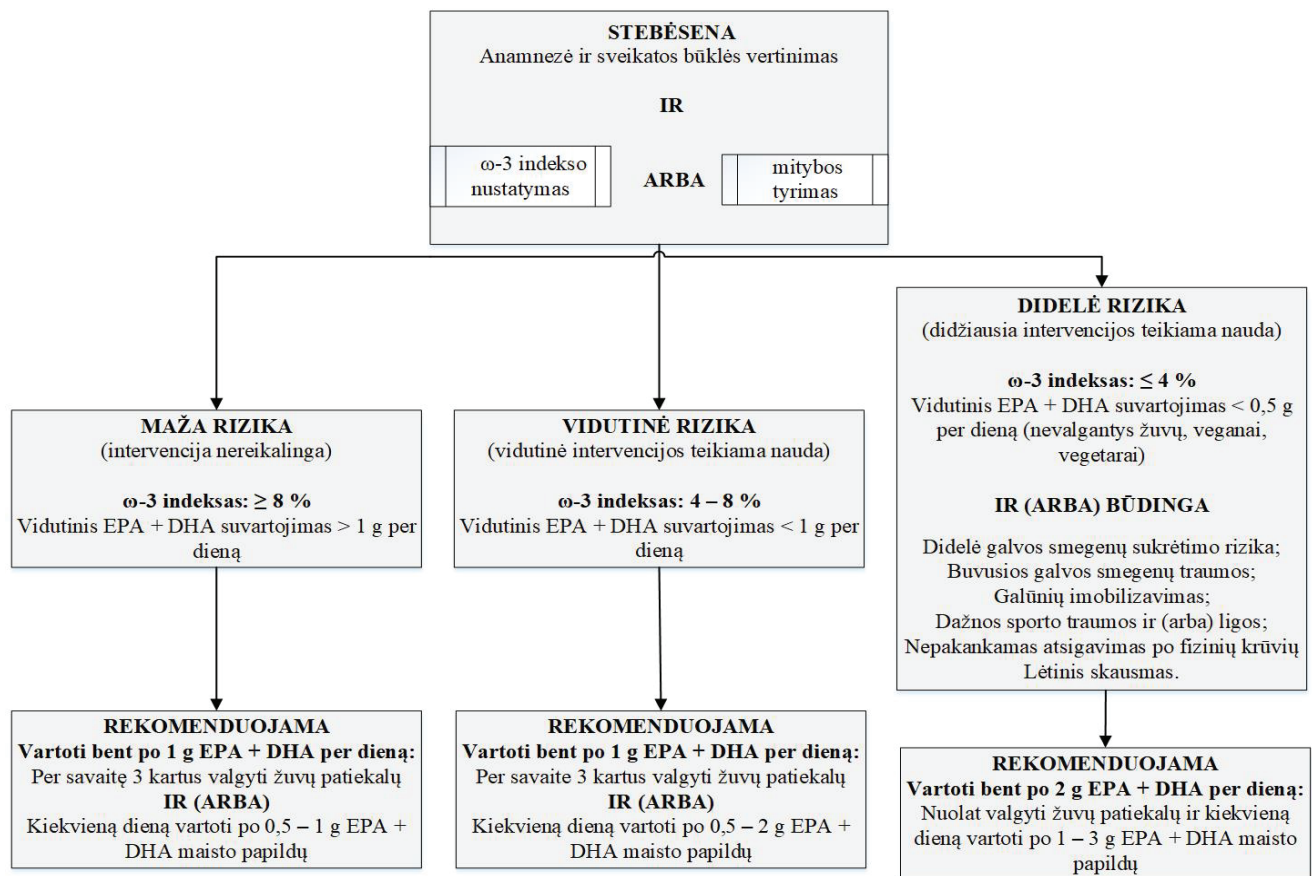 STEBĖSENA
Anamnezė ir sveikatos būklės vertinimas
IR
ω-3 indekso
nustatymas
ARBA
mitybos
tyrimas
MAŽA RIZIKA
(intervencija nereikalinga)
ω-3 indeksas: ≥ 8 %
Vidutinis EPA + DHA suvartojimas > 1 g per
dieną
VIDUTINĖ RIZIKA
(vidutinė intervencijos teikiama nauda)
ω-3 indeksas: 4 – 8 %
Vidutinis EPA + DHA suvartojimas < 1 g per
dieną
DIDELĖ RIZIKA
(didžiausia intervencijos teikiama nauda)
ω-3 indeksas: ≤ 4 %
Vidutinis EPA + DHA suvartojimas < 0,5 g
per dieną (nevalgantys žuvų, veganai,
vegetarai)
IR (ARBA) BŪDINGA
Didelė galvos smegenų sukrėtimo rizika;
Buvusios galvos smegenų traumos;
Galūnių imobilizavimas;
Dažnos sporto traumos ir (arba) ligos;
Nepakankamas atsigavimas po fizinių krūvių
Lėtinis skausmas.
REKOMENDUOJAMA
Vartoti bent po 1 g EPA + DHA per dieną:
Per savaitę 3 kartus valgyti žuvų patiekalų
IR (ARBA)
Kiekvieną dieną vartoti po 0,5 – 1 g EPA +
DHA maisto papildų
REKOMENDUOJAMA
Vartoti bent po 1 g EPA + DHA per dieną:
Per savaite 3 kartus valgyti žuvų patiekalų
IR (ARBA)
Kiekvieną dieną vartoti po 0,5 – 2 g EPA +
DHA maisto papildų
REKOMENDUOJAMA
Vartoti bent po 2 g EPA + DHA per dieną:
Nuolat valgyti žuvų patiekalų ir kiekvieną
dieną vartoti po 1 – 3 g EPA + DHA maisto
papildų